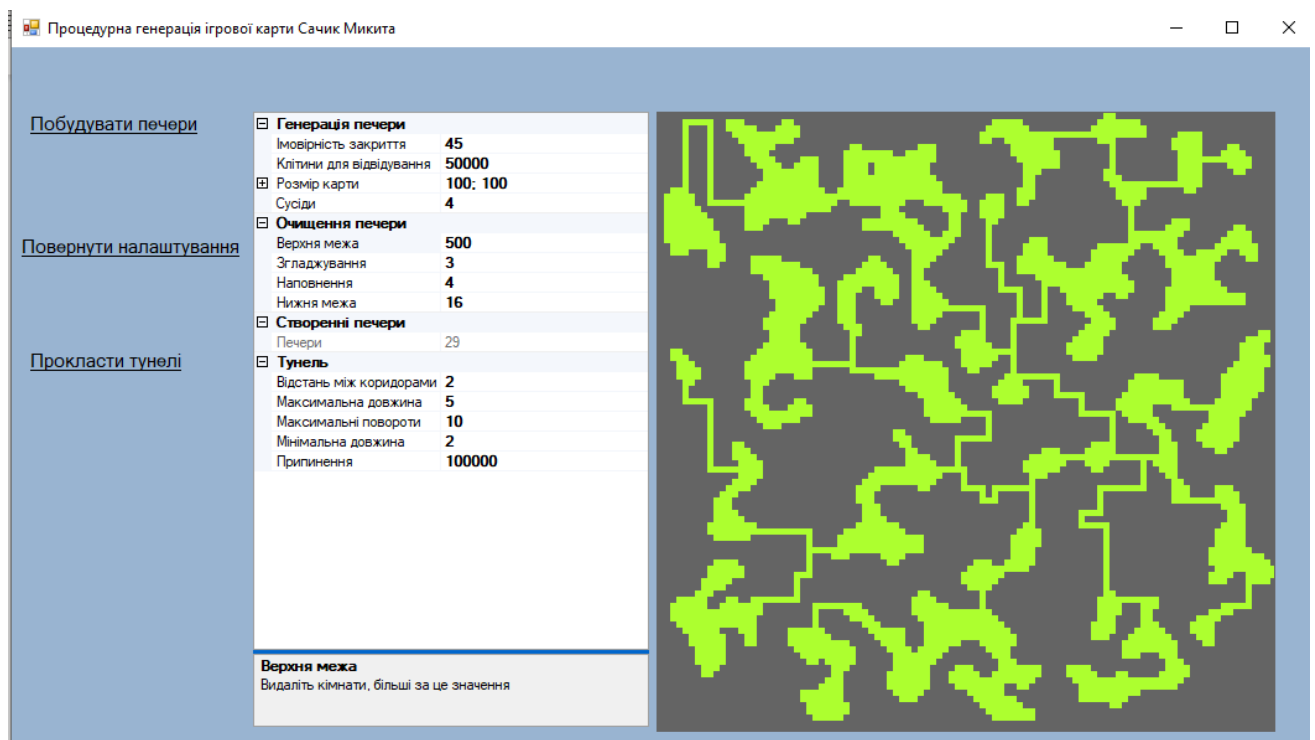 Процедурна генерація ігрової карти Сачик Микита
Побудувати печери
Повернути налаштування
Прокласти тунелі
Генерація печери
Імовірність закриття 45
Клітини для відвідування 50000
Розмір карти 100; 100
Сусіди 4
Очищення печери
Верхня межа 500
Згладжування 3
Наповнення 4
Нижня межа 16
Створенні печери
Печери 29
Тунель
Відстань між коридорами 2
Максимальна довжина 5
Максимальні повороти 10
Мінімальна довжина 2
Припинення 100000
Верхня межа
Видаліть кімнати, більші за це значення